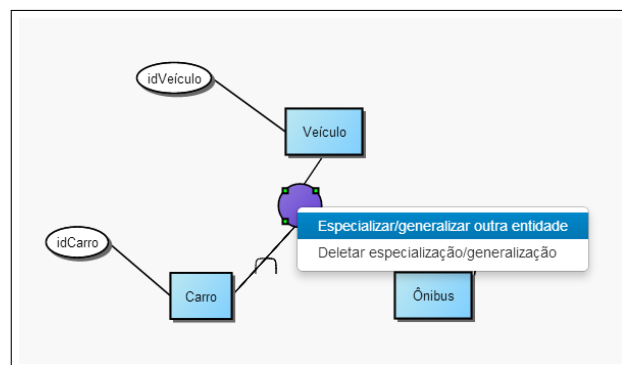 idVeículo
Veículo
Especializar/generalizar outra entidade
idCarro
Deletar especialização/generalização
Carro
Ônibus